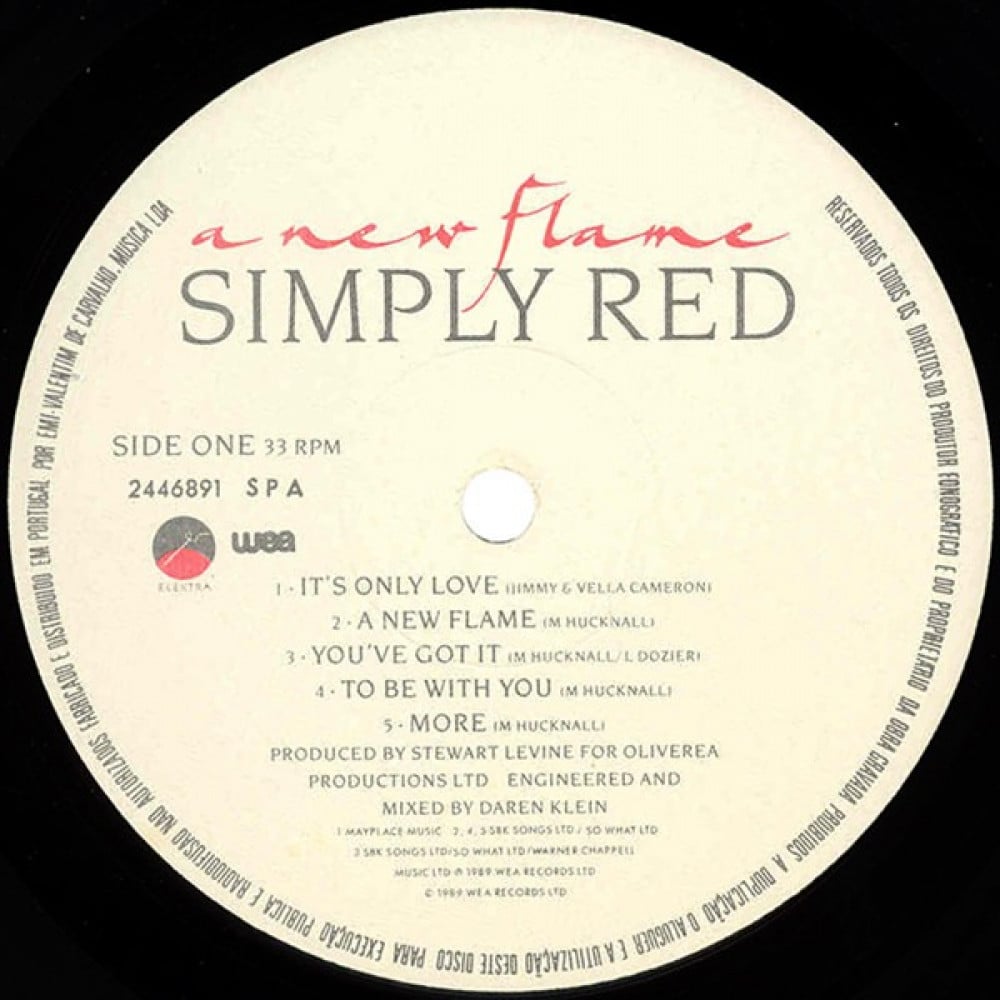 a new flame
SIMPLY RED
SIDE ONE 33 RPM
2446891 SPA
ELEKTRA
wea
1 · IT'S ONLY LOVE (JIMMY & VELLA CAMERON)
2 · A NEW FLAME (M HUCKNALL)
3 · YOU'VE GOT IT (M HUCKNALL/L DOZIER)
4 · TO BE WITH YOU (M HUCKNALL)
5 · MORE (M HUCKNALL)
PRODUCED BY STEWART LEVINE FOR OLIVEREA
PRODUCTIONS LTD ENGINEERED AND
MIXED BY DAREN KLEIN
1 MAYPLACE MUSIC 2, 4, 5 SBK SONGS LTD / SO WHAT LTD
3 SBK SONGS LTD/SO WHAT LTD/WARNER CHAPPELL
MUSIC LTD ℗ 1989 WEA RECORDS LTD
© 1989 WEA RECORDS LTD
RESERVADOS TODOS OS DIREITOS DO PRODUTOR FONOGRÁFICO E DO PROPRIETÁRIO DA OBRA GRAVADA PROIBIDOS A DUPLICAÇÃO O ALUGUER E A UTILIZAÇÃO DESTE DISCO PARA EXECUÇÃO PUBLICA E RADIODIFUSÃO NÃO AUTORIZADOS FABRICADO E DISTRIBUIDO EM PORTUGAL POR EMI-VALENTIM DE CARVALHO, MUSICA LDA